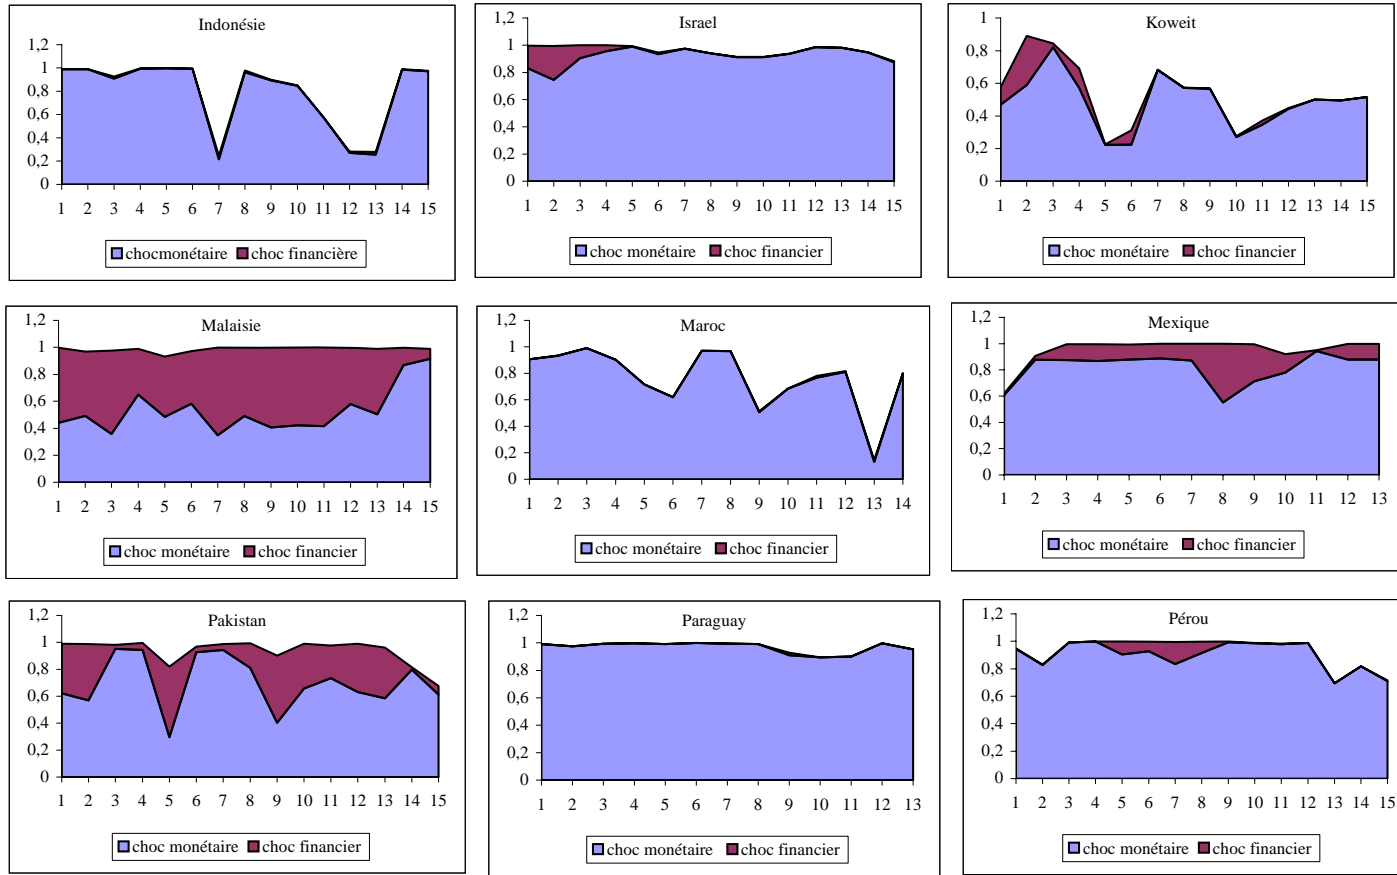 Indonésie
1,2
1
0,8
0,6
0,4
0,2
0
1 2 3 4 5 6 7 8 9 10 11 12 13 14 15
chocmonétaire choc financière
Israel
1,2
1
0,8
0,6
0,4
0,2
0
1 2 3 4 5 6 7 8 9 10 11 12 13 14 15
choc monétaire choc financier
Koweit
1
0,8
0,6
0,4
0,2
0
1 2 3 4 5 6 7 8 9 10 11 12 13 14 15
choc monétaire choc financier
Malaisie
1,2
1
0,8
0,6
0,4
0,2
0
1 2 3 4 5 6 7 8 9 10 11 12 13 14 15
choc monétaire choc financier
Maroc
1,2
1
0,8
0,6
0,4
0,2
0
1 2 3 4 5 6 7 8 9 10 11 12 13 14
choc monétaire choc financier
Mexique
1,2
1
0,8
0,6
0,4
0,2
0
1 2 3 4 5 6 7 8 9 10 11 12 13
choc monétaire choc financier
Pakistan
1,2
1
0,8
0,6
0,4
0,2
0
1 2 3 4 5 6 7 8 9 10 11 12 13 14 15
choc monétaire choc financier
Paraguay
1,2
1
0,8
0,6
0,4
0,2
0
1 2 3 4 5 6 7 8 9 10 11 12 13
choc monétaire choc financier
Pérou
1,2
1
0,8
0,6
0,4
0,2
0
1 2 3 4 5 6 7 8 9 10 11 12 13 14 15
choc monétaire choc financier